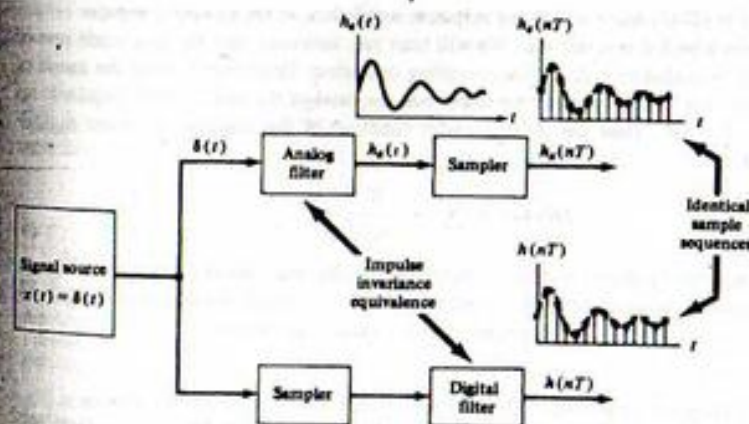 hₐ(t)
hₐ(nT)
t
t
δ(t)
Analog
filter
hₐ(t)
Sampler
hₐ(nT)
Identical
sample
sequences
Signal source
x(t) = δ(t)
Impulse
invariance
equivalence
h(nT)
t
Sampler
Digital
filter
h(nT)